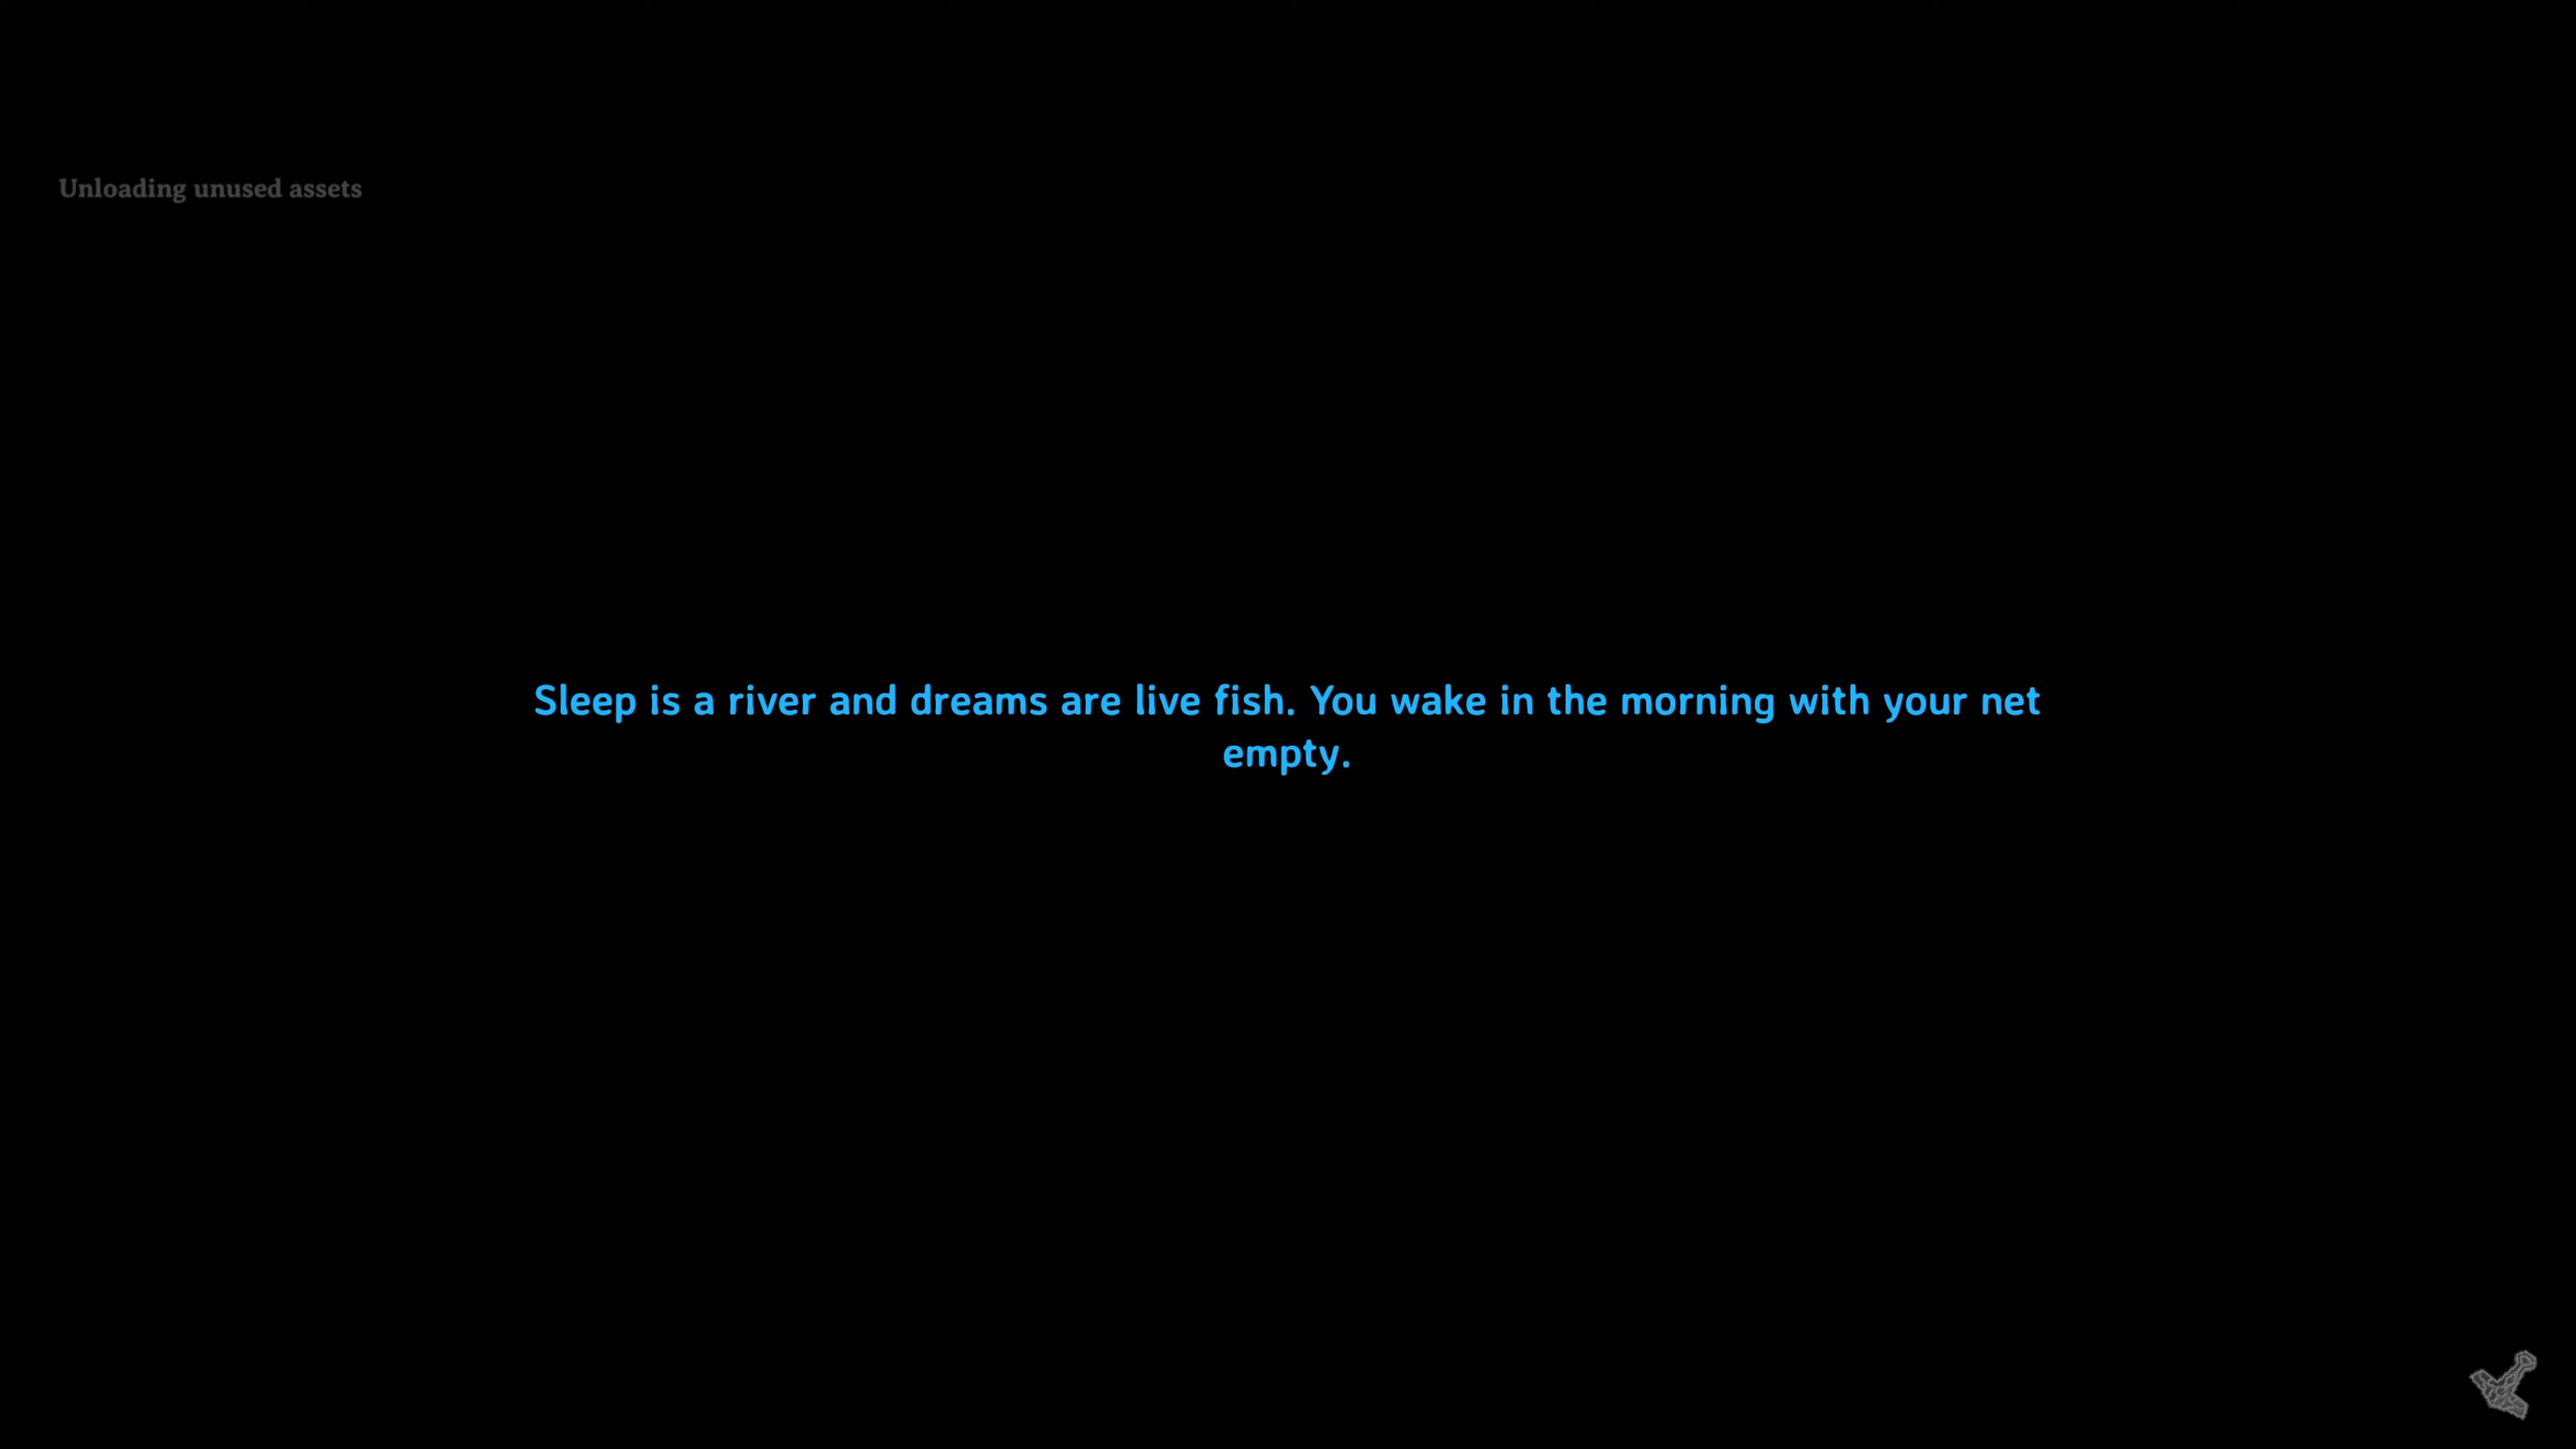 Unloading unused assets
Sleep is a river and dreams are live fish. You wake in the morning with your net
empty.